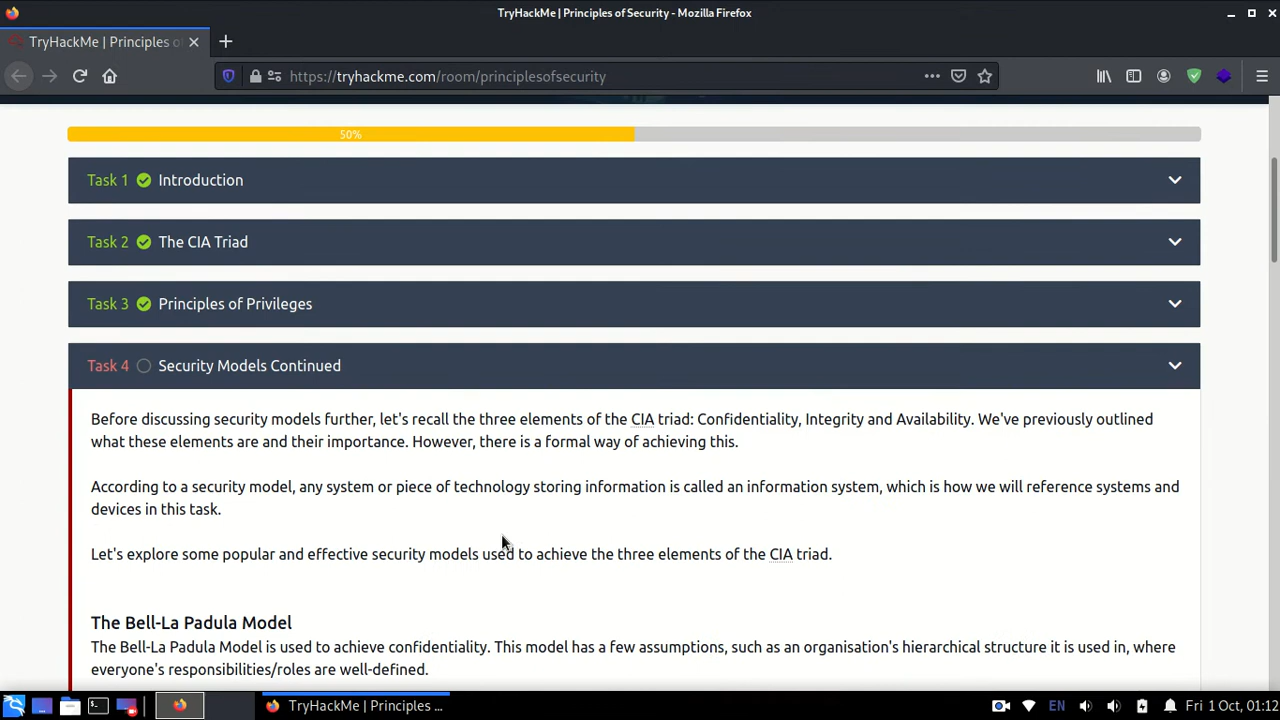 TryHackMe | Principles of Security - Mozilla Firefox
TryHackMe | Principles o
https://tryhackme.com/room/principlesofsecurity
50%
Task 1 Introduction
Task 2 The CIA Triad
Task 3 Principles of Privileges
Task 4 Security Models Continued
Before discussing security models further, let's recall the three elements of the CIA triad: Confidentiality, Integrity and Availability. We've previously outlined
what these elements are and their importance. However, there is a formal way of achieving this.
According to a security model, any system or piece of technology storing information is called an information system, which is how we will reference systems and
devices in this task.
Let's explore some popular and effective security models used to achieve the three elements of the CIA triad.
The Bell-La Padula Model
The Bell-La Padula Model is used to achieve confidentiality. This model has a few assumptions, such as an organisation's hierarchical structure it is used in, where
everyone's responsibilities/roles are well-defined.
TryHackMe | Principles ...
EN
Fri 1 Oct, 01:12